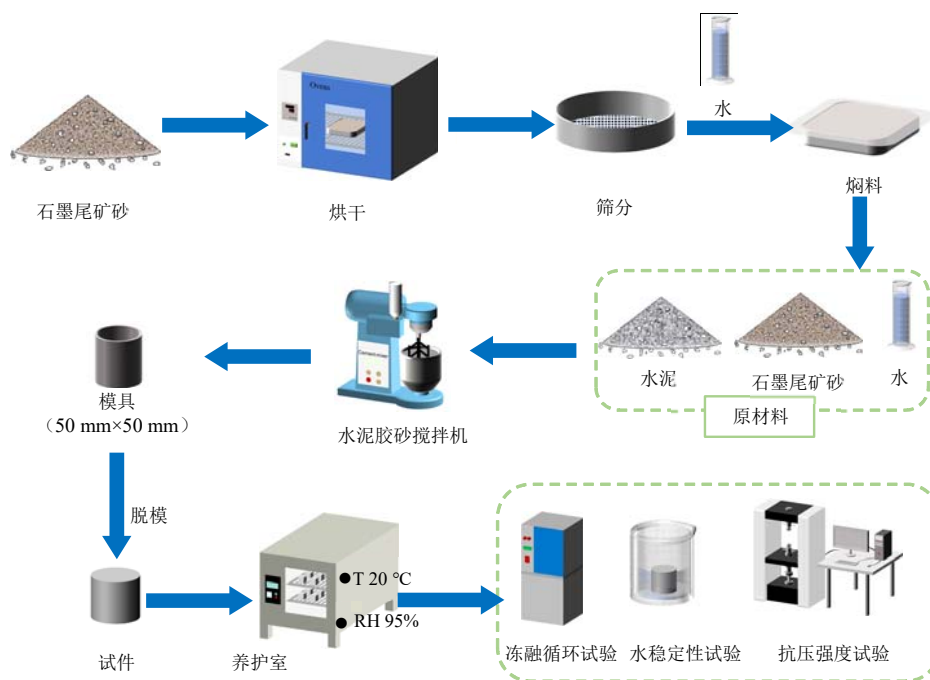 水
Ovens
石墨尾矿砂
烘干
筛分
焖料
水泥
石墨尾矿砂
水
原材料
模具
（50 mm×50 mm）
水泥胶砂搅拌机
脱模
T 20 ℃
RH 95%
试件
养护室
冻融循环试验
水稳定性试验
抗压强度试验